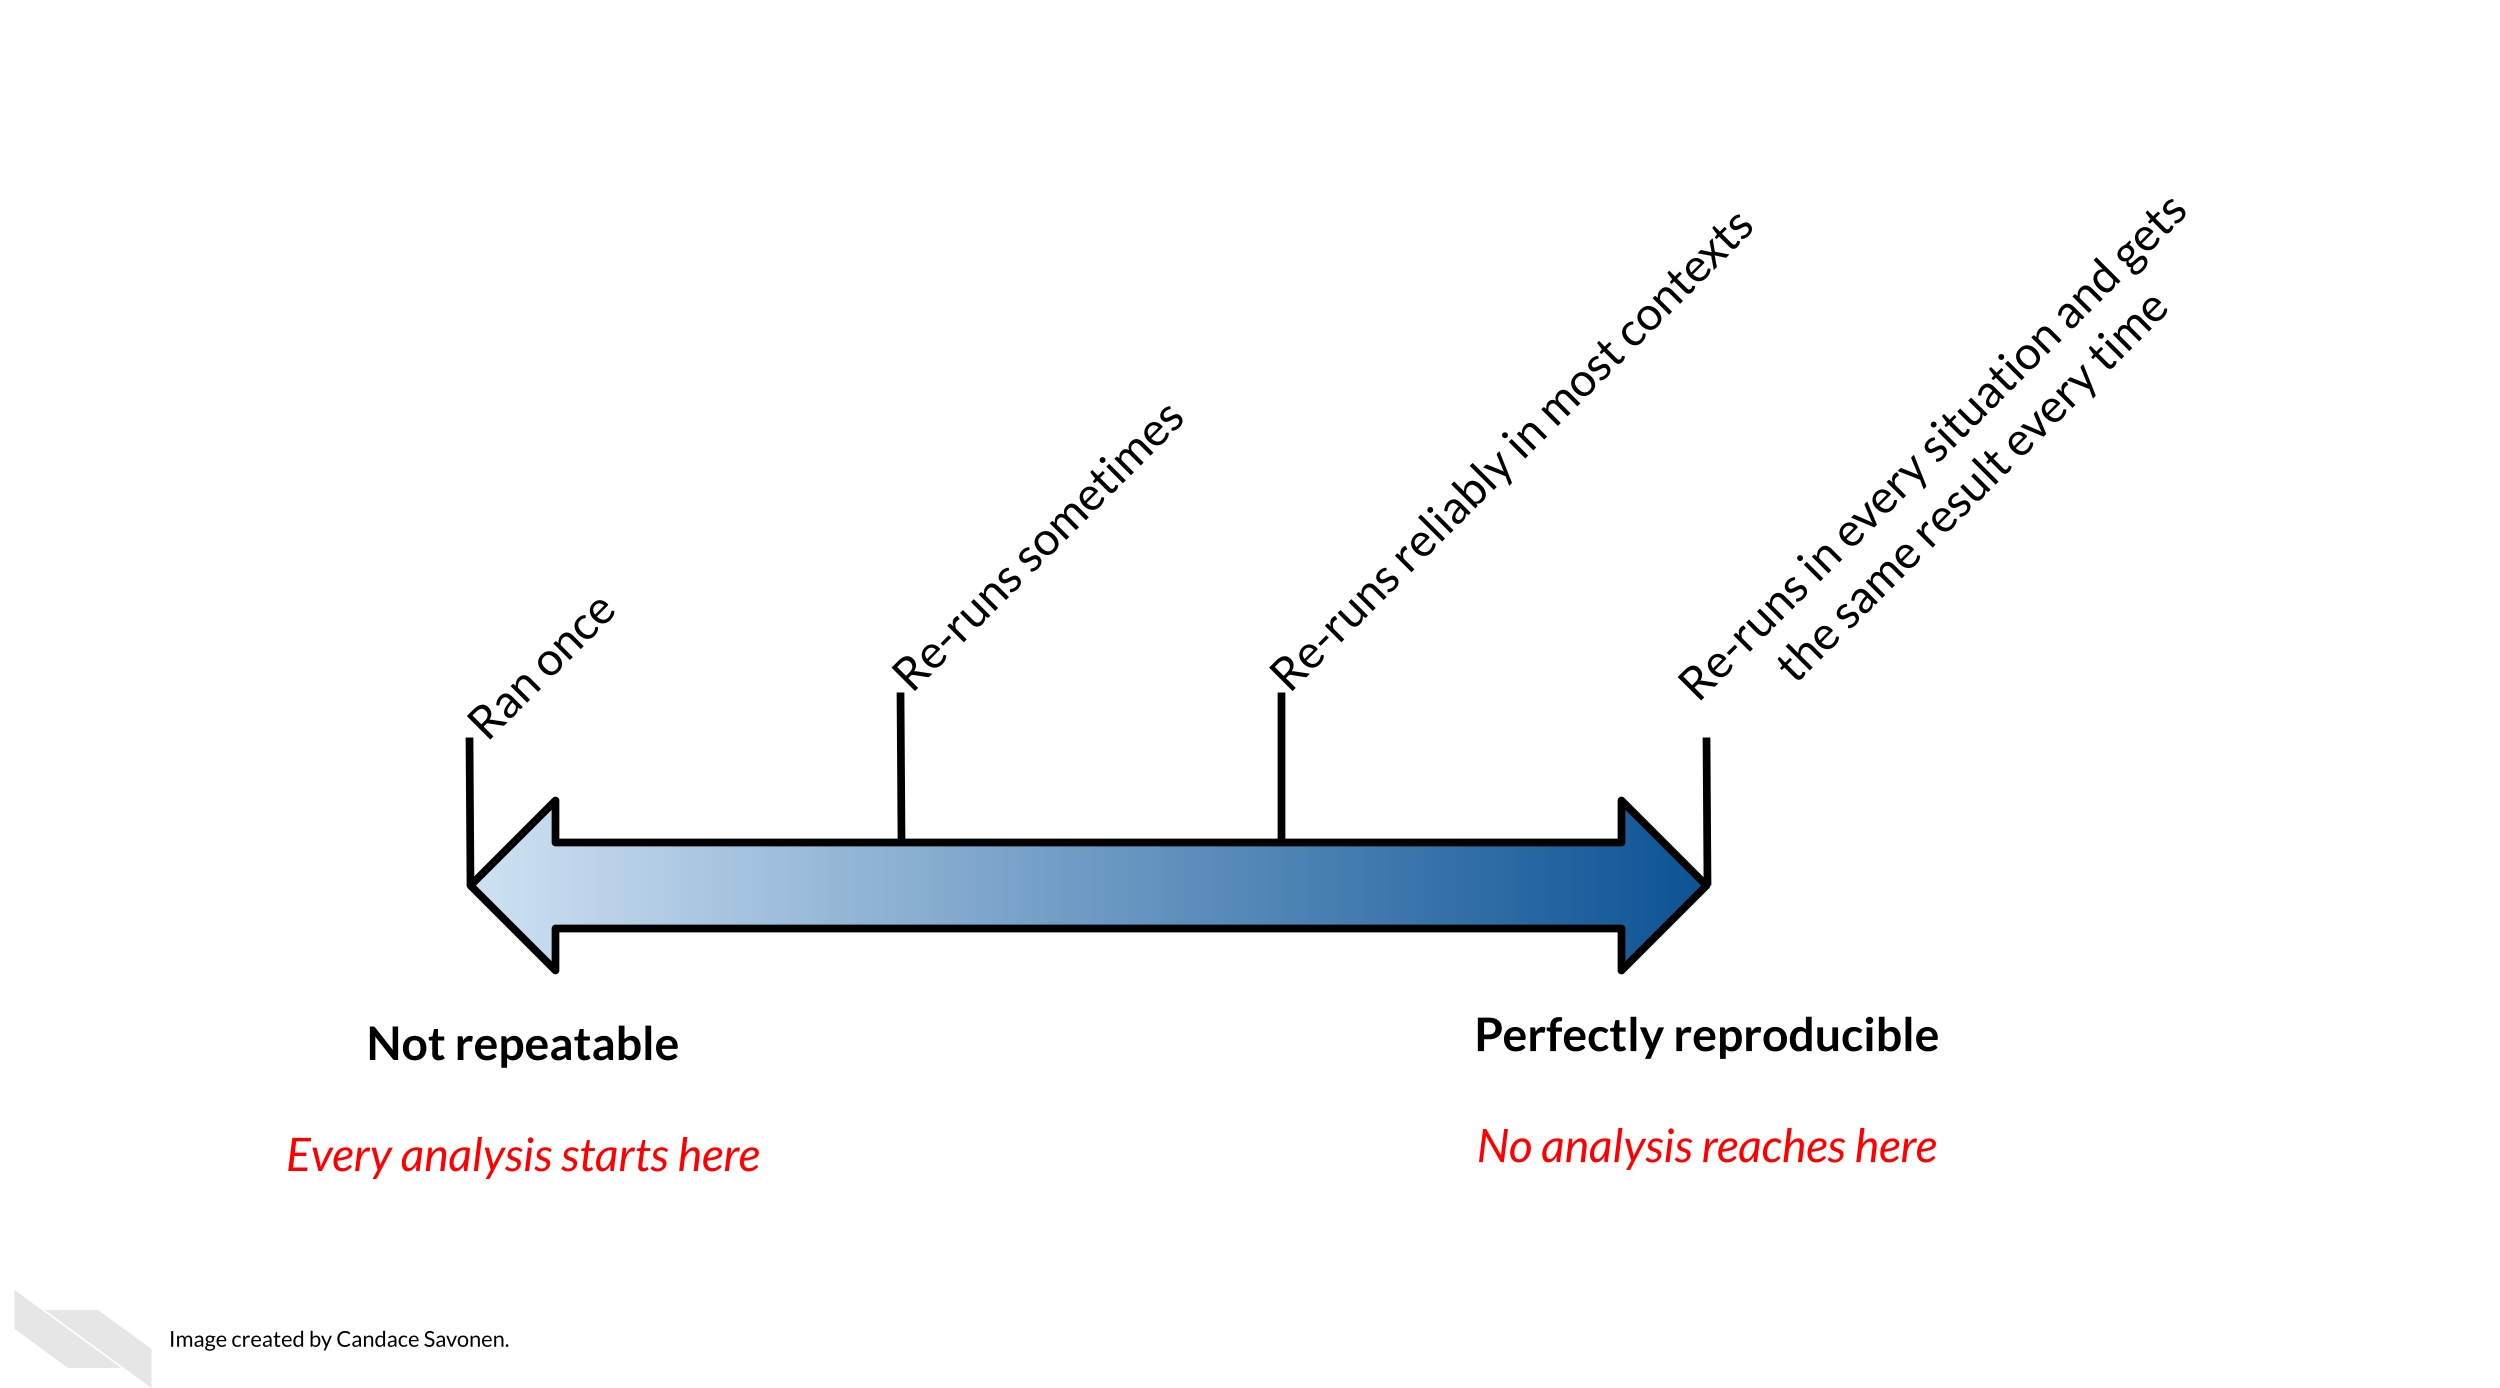 Ran once
Re-runs sometimes
Re-runs reliably in most contexts
Re-runs in every situation and gets
the same result every time
Not repeatable
Perfectly reproducible
Every analysis starts here
No analysis reaches here
Image created by Candace Savonen.